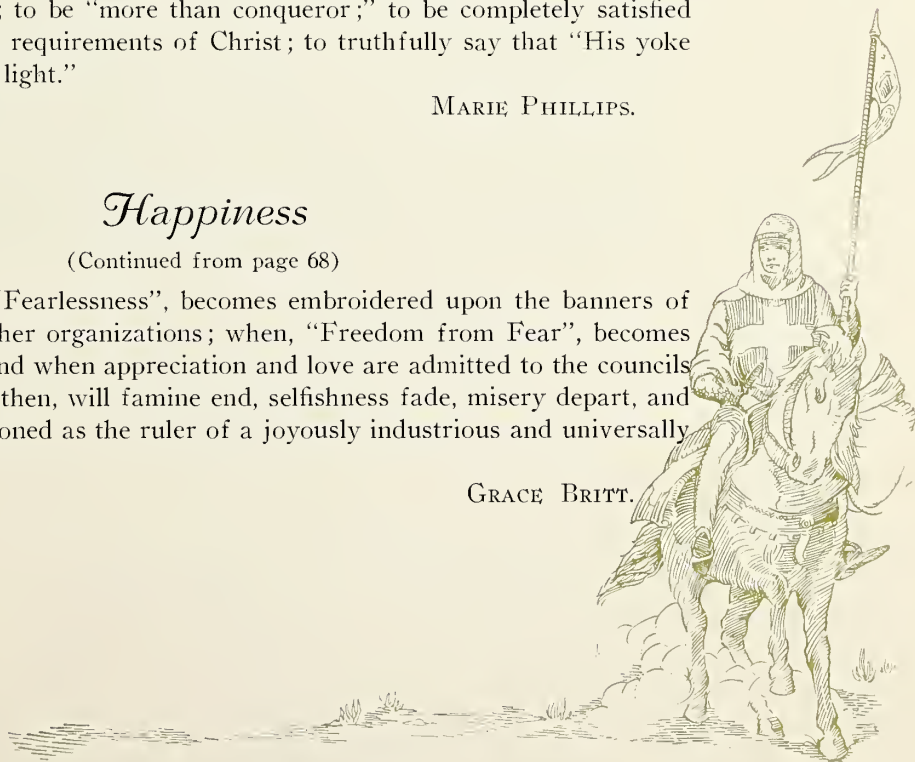 ; to be “more than conqueror;” to be completely satisfied
requirements of Christ; to truthfully say that “His yoke
light.”
Marie Phillips.
Happiness
(Continued from page 68)
Fearlessness”, becomes embroidered upon the banners of
her organizations; when, “Freedom from Fear”, becomes
nd when appreciation and love are admitted to the councils
then, will famine end, selfishness fade, misery depart, and
oned as the ruler of a joyously industrious and universally
Grace Britt.